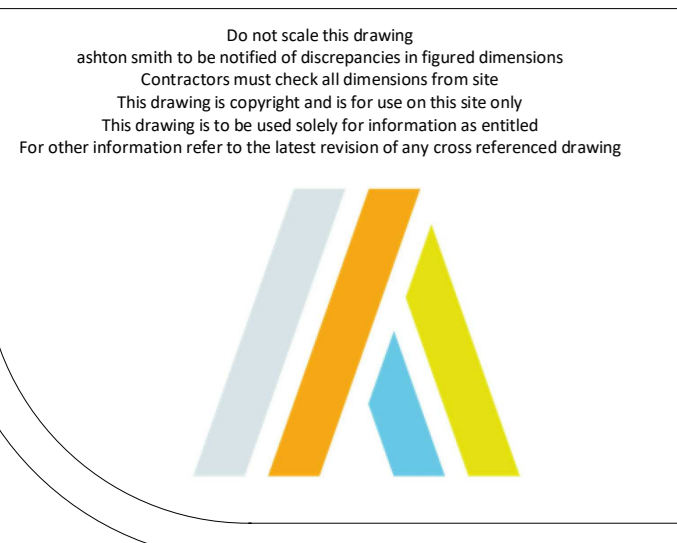 Do not scale this drawing
ashton smith to be notified of discrepancies in figured dimensions
Contractors must check all dimensions from site
This drawing is copyright and is for use on this site only
This drawing is to be used solely for information as entitled
For other information refer to the latest revision of any cross referenced drawing